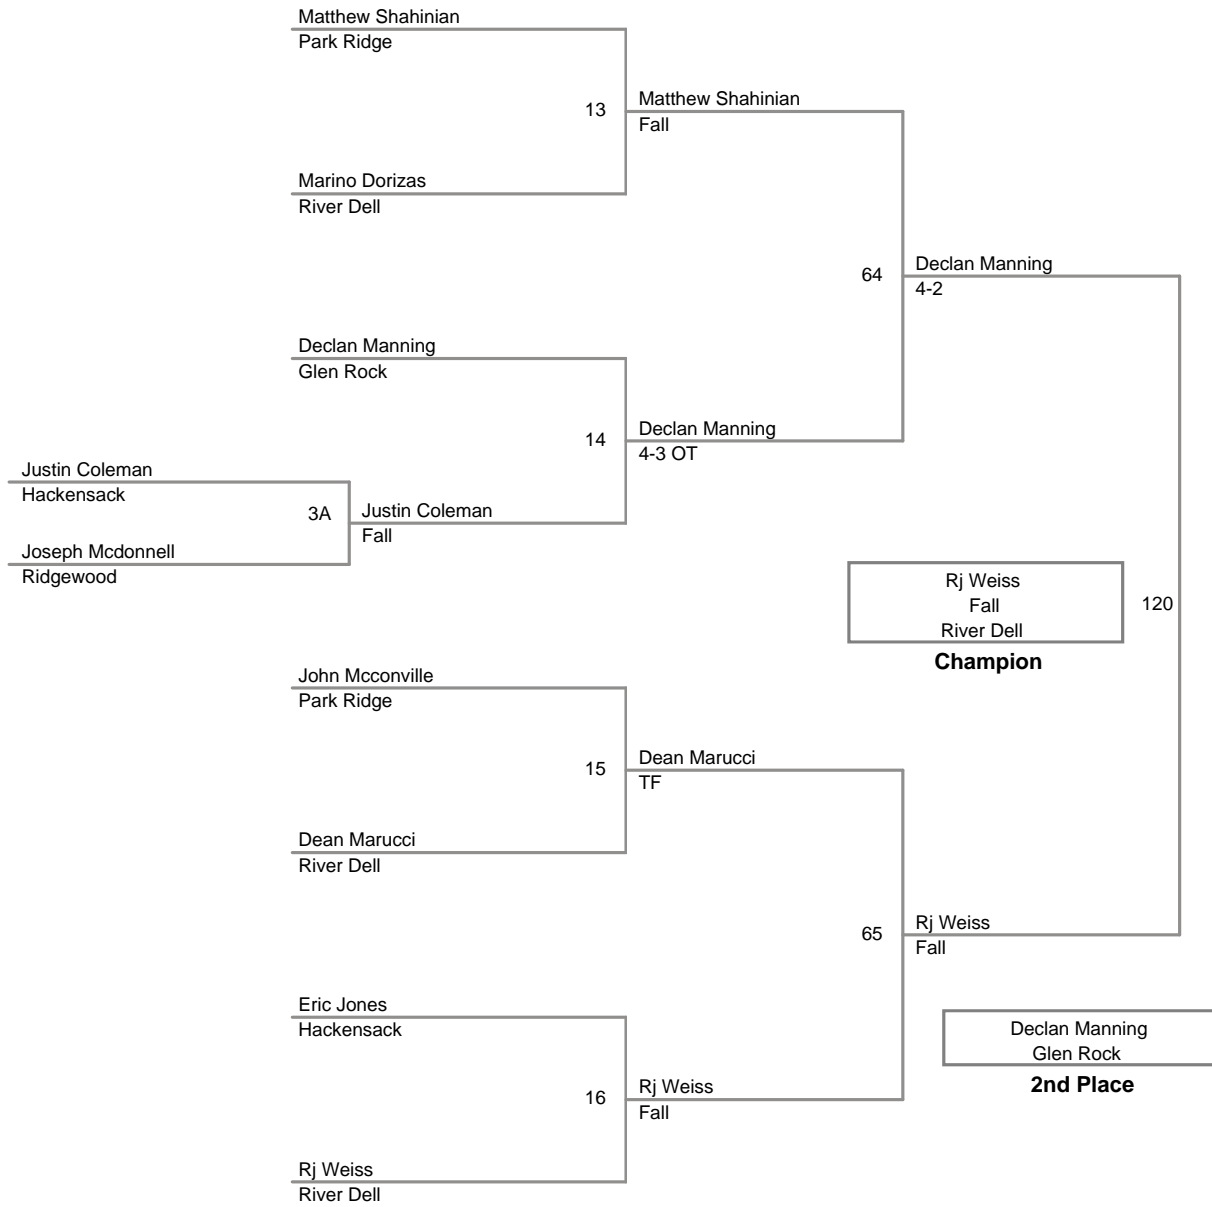 Matthew Shahinian
Park Ridge
13
Matthew Shahinian
Fall
Marino Dorizas
River Dell
64
Declan Manning
4-2
Declan Manning
Glen Rock
14
Declan Manning
4-3 OT
Justin Coleman
Hackensack
3A
Justin Coleman
Fall
Joseph Mcdonnell
Ridgewood
Rj Weiss
Fall
River Dell
Champion
120
John Mcconville
Park Ridge
15
Dean Marucci
TF
Dean Marucci
River Dell
65
Rj Weiss
Fall
Eric Jones
Hackensack
Declan Manning
Glen Rock
2nd Place
16
Rj Weiss
Fall
Rj Weiss
River Dell